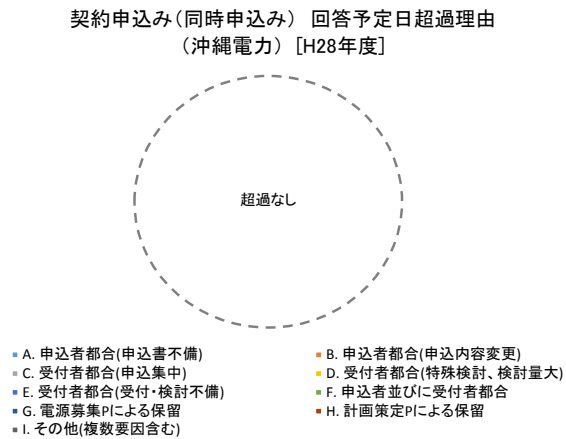 契約申込み(同時申込み) 回答予定日超過理由
(沖縄電力) [H28年度]
超過なし
A. 申込者都合(申込書不備)
B. 申込者都合(申込内容変更)
C. 受付者都合(申込集中)
D. 受付者都合(特殊検討、検討量大)
E. 受付者都合(受付・検討不備)
F. 申込者並びに受付者都合
G. 電源募集Pによる保留
H. 計画策定Pによる保留
I. その他(複数要因含む)